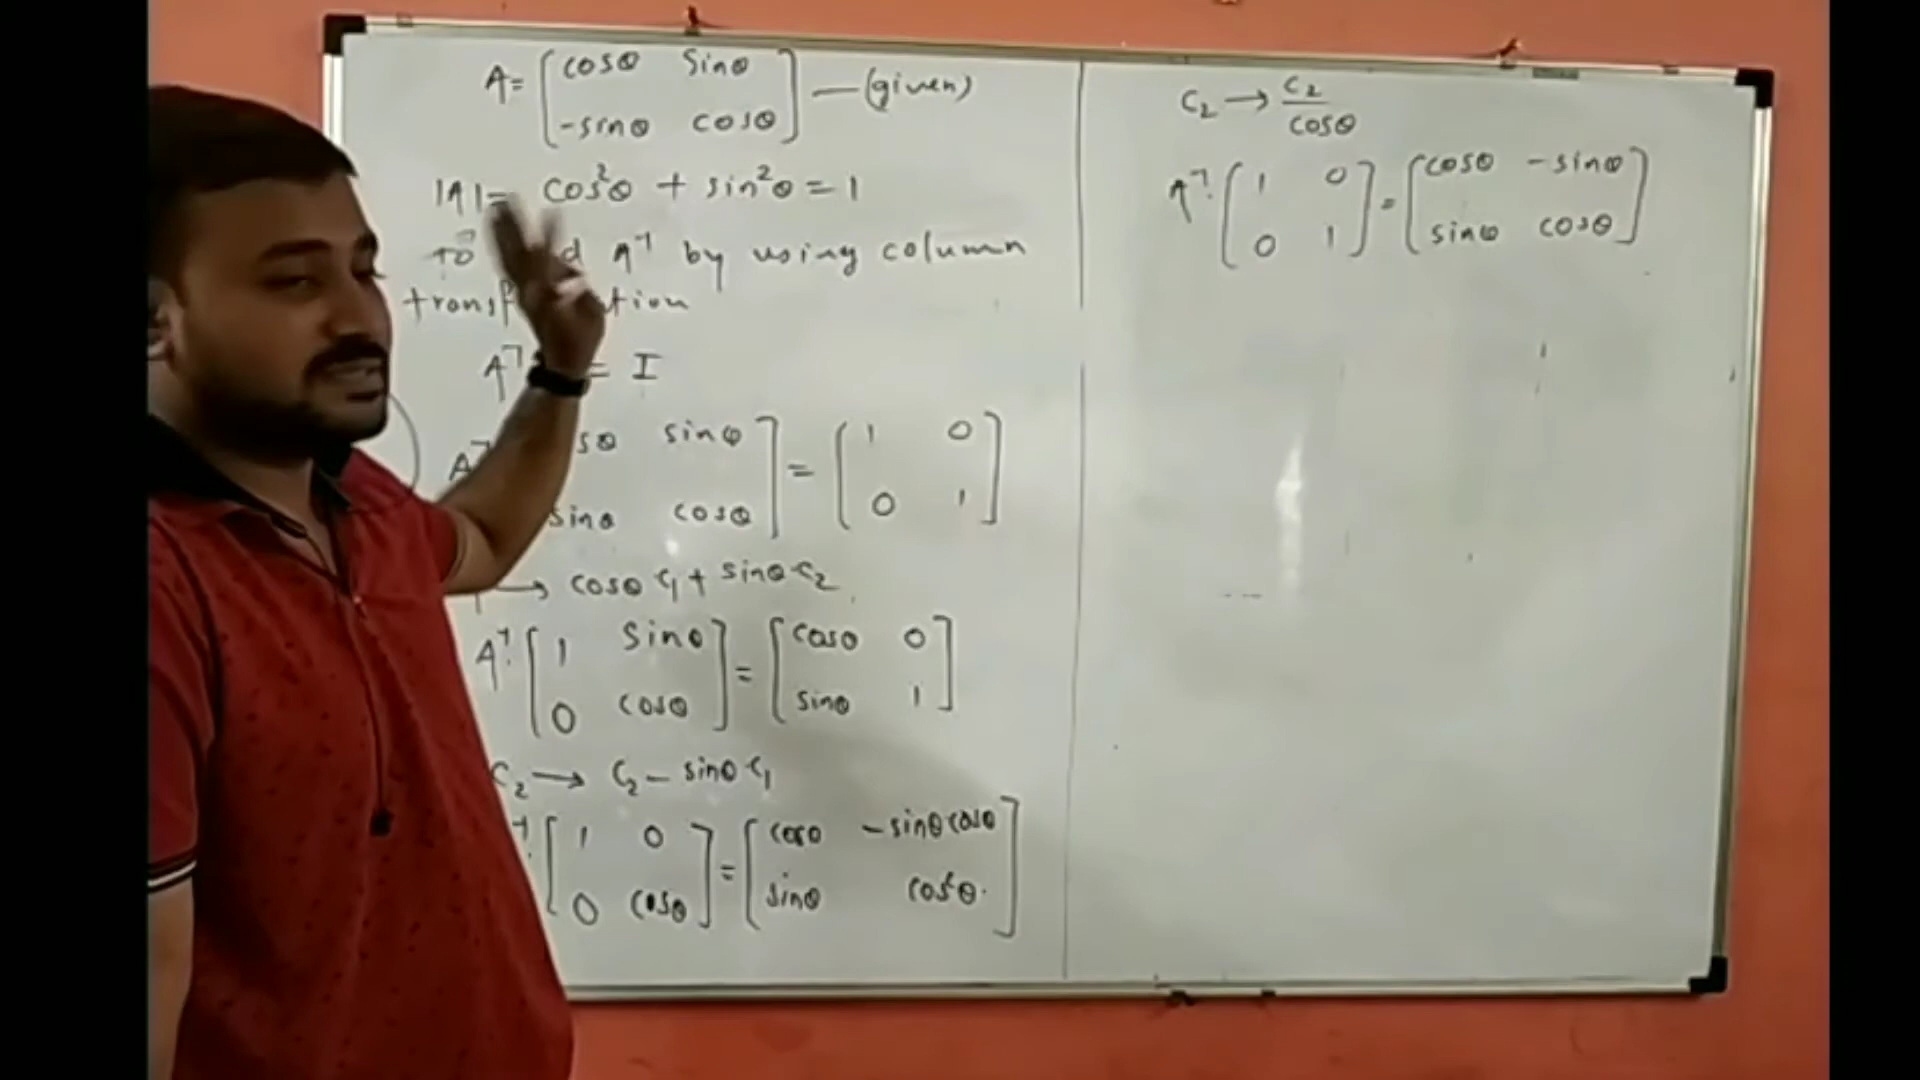 A = [ cosθ sinθ
-sinθ cosθ ] — (given)
|A| = cos²θ + sin²θ = 1
To A⁻¹ by using column
A⁻¹ = I
A⁻¹ sinθ ] = [ 1 0
sinθ cosθ ] 0 1 ]
→ cosθ C₁ + sinθ C₂
A⁻¹. [ 1 sinθ ] = [ cosθ 0 ]
[ 0 cosθ ] [ sinθ 1 ]
C₂ → C₂ - sinθ C₁
[ 1 0 ] = [ cosθ -sinθ cosθ ]
[ 0 cosθ ] [ sinθ cos²θ. ]
C₂ → C₂
cosθ
A⁻¹. [ 1 0 ] = [ cosθ -sinθ ]
[ 0 1 ] [ sinθ cosθ ]